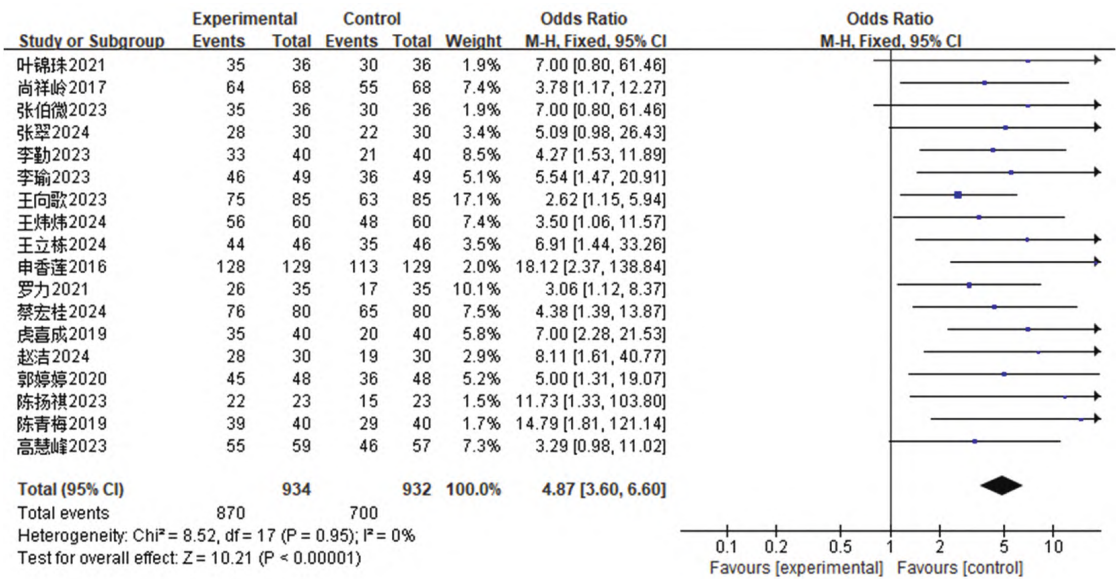 Experimental Control Odds Ratio Odds Ratio
Study or Subgroup Events Total Events Total Weight M-H, Fixed, 95% CI M-H, Fixed, 95% CI
叶锦珠2021 35 36 30 36 1.9% 7.00 [0.80, 61.46]
尚祥岭2017 64 68 55 68 7.4% 3.78 [1.17, 12.27]
张伯微2023 35 36 30 36 1.9% 7.00 [0.80, 61.46]
张翠2024 28 30 22 30 3.4% 5.09 [0.98, 26.43]
李勤2023 33 40 21 40 8.5% 4.27 [1.53, 11.89]
李瑜2023 46 49 36 49 5.1% 5.54 [1.47, 20.91]
王向歌2023 75 85 63 85 17.1% 2.62 [1.15, 5.94]
王炜炜2024 56 60 48 60 7.4% 3.50 [1.06, 11.57]
王立栋2024 44 46 35 46 3.5% 6.91 [1.44, 33.26]
申香莲2016 128 129 113 129 2.0% 18.12 [2.37, 138.84]
罗力2021 26 35 17 35 10.1% 3.06 [1.12, 8.37]
蔡宏桂2024 76 80 65 80 7.5% 4.38 [1.39, 13.87]
虎喜成2019 35 40 20 40 5.8% 7.00 [2.28, 21.53]
赵洁2024 28 30 19 30 2.9% 8.11 [1.61, 40.77]
郭婷婷2020 45 48 36 48 5.2% 5.00 [1.31, 19.07]
陈扬祺2023 22 23 15 23 1.5% 11.73 [1.33, 103.80]
陈青梅2019 39 40 29 40 1.5% 14.79 [1.81, 121.14]
高慧峰2023 55 59 46 57 7.3% 3.29 [0.98, 11.02]
Total (95% CI) 934 932 100.0% 4.87 [3.60, 6.60]
Total events 870 700
Heterogeneity: Chi² = 8.52, df = 17 (P = 0.95); I² = 0%
Test for overall effect: Z = 10.21 (P < 0.00001)
0.1 0.2 0.5 1 2 5 10
Favours [experimental] Favours [control]